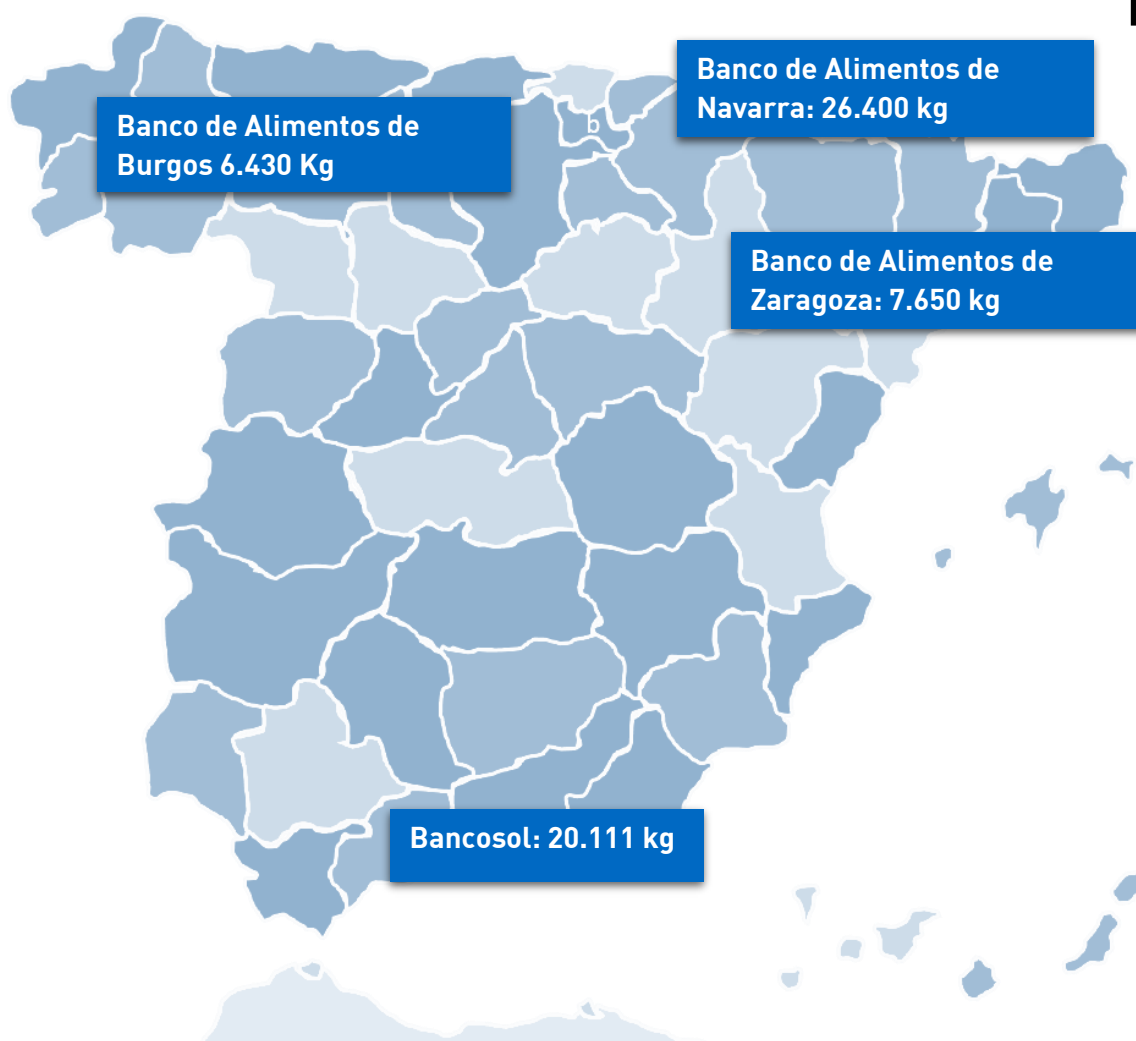 Banco de Alimentos de
Navarra: 26.400 kg
Banco de Alimentos de
Burgos 6.430 Kg
b
Banco de Alimentos de
Zaragoza: 7.650 kg
Bancosol: 20.111 kg